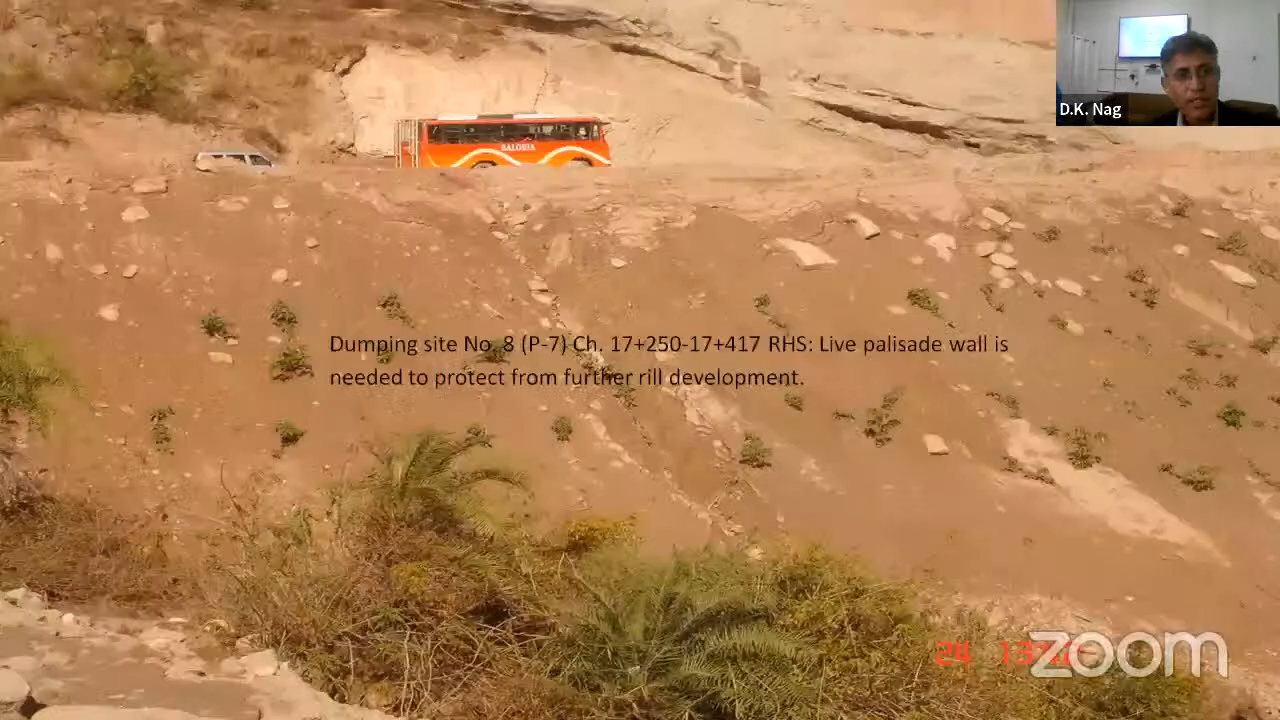 BALORIA
D.K. Nag
Dumping site No. 8 (P-7) Ch. 17+250-17+417 RHS: Live palisade wall is
needed to protect from further rill development.
24
zoom